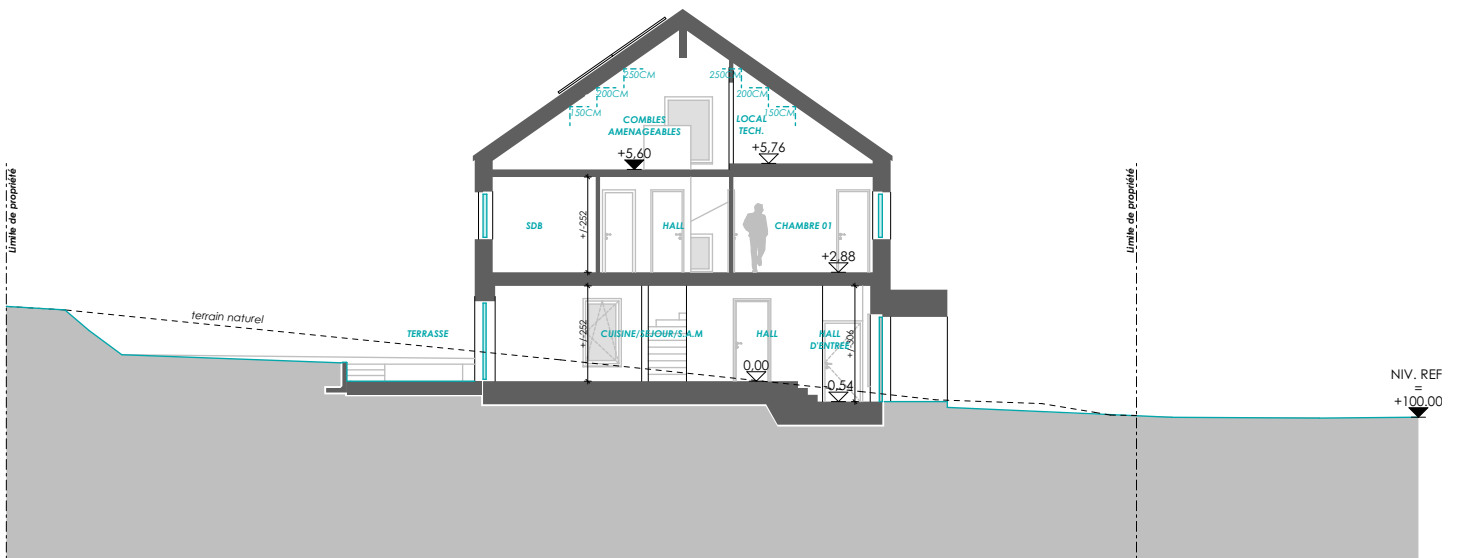 250CM
250CM
200CM
200CM
150CM
150CM
COMBLES
AMENAGEABLES
LOCAL
TECH.
+5,60
+5,76
Limite de propriété
Limite de propriété
SDB
+/-252
HALL
CHAMBRE 01
+2,88
terrain naturel
TERRASSE
+/-252
CUISINE/SEJOUR/S.A.M
HALL
HALL
D'ENTREE
+/-306
0,00
-0,54
NIV. REF
=
+100.00